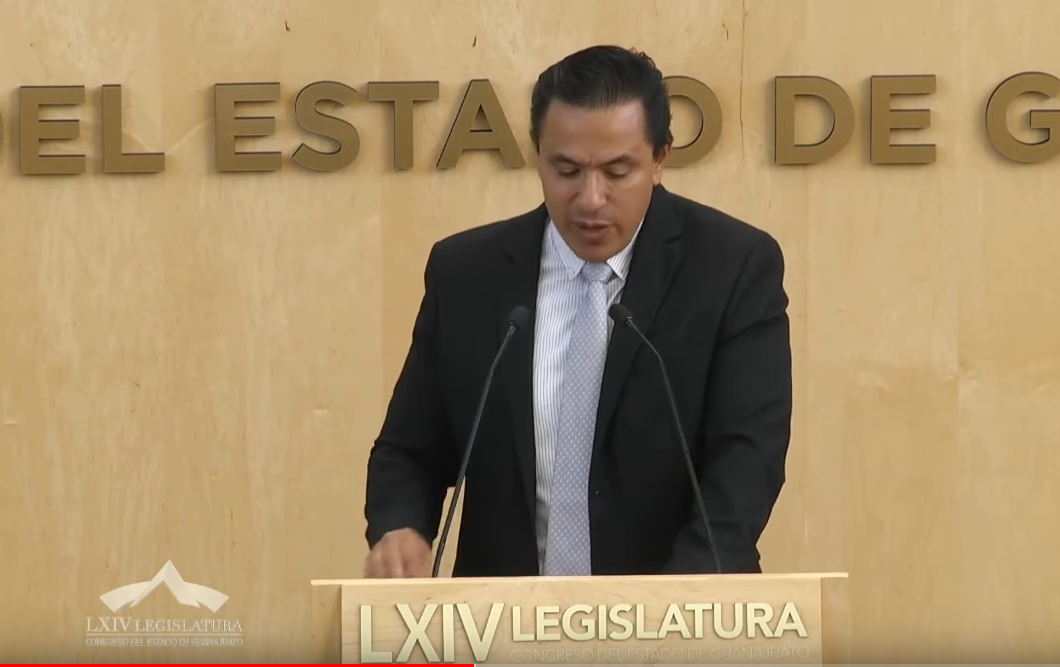 DEL ESTADO DE G
LXIV LEGISLATURA
CONGRESO DEL ESTADO DE GUANAJUATO
LXIV LEGISLATURA
CONGRESO DEL ESTADO DE GUANAJUATO